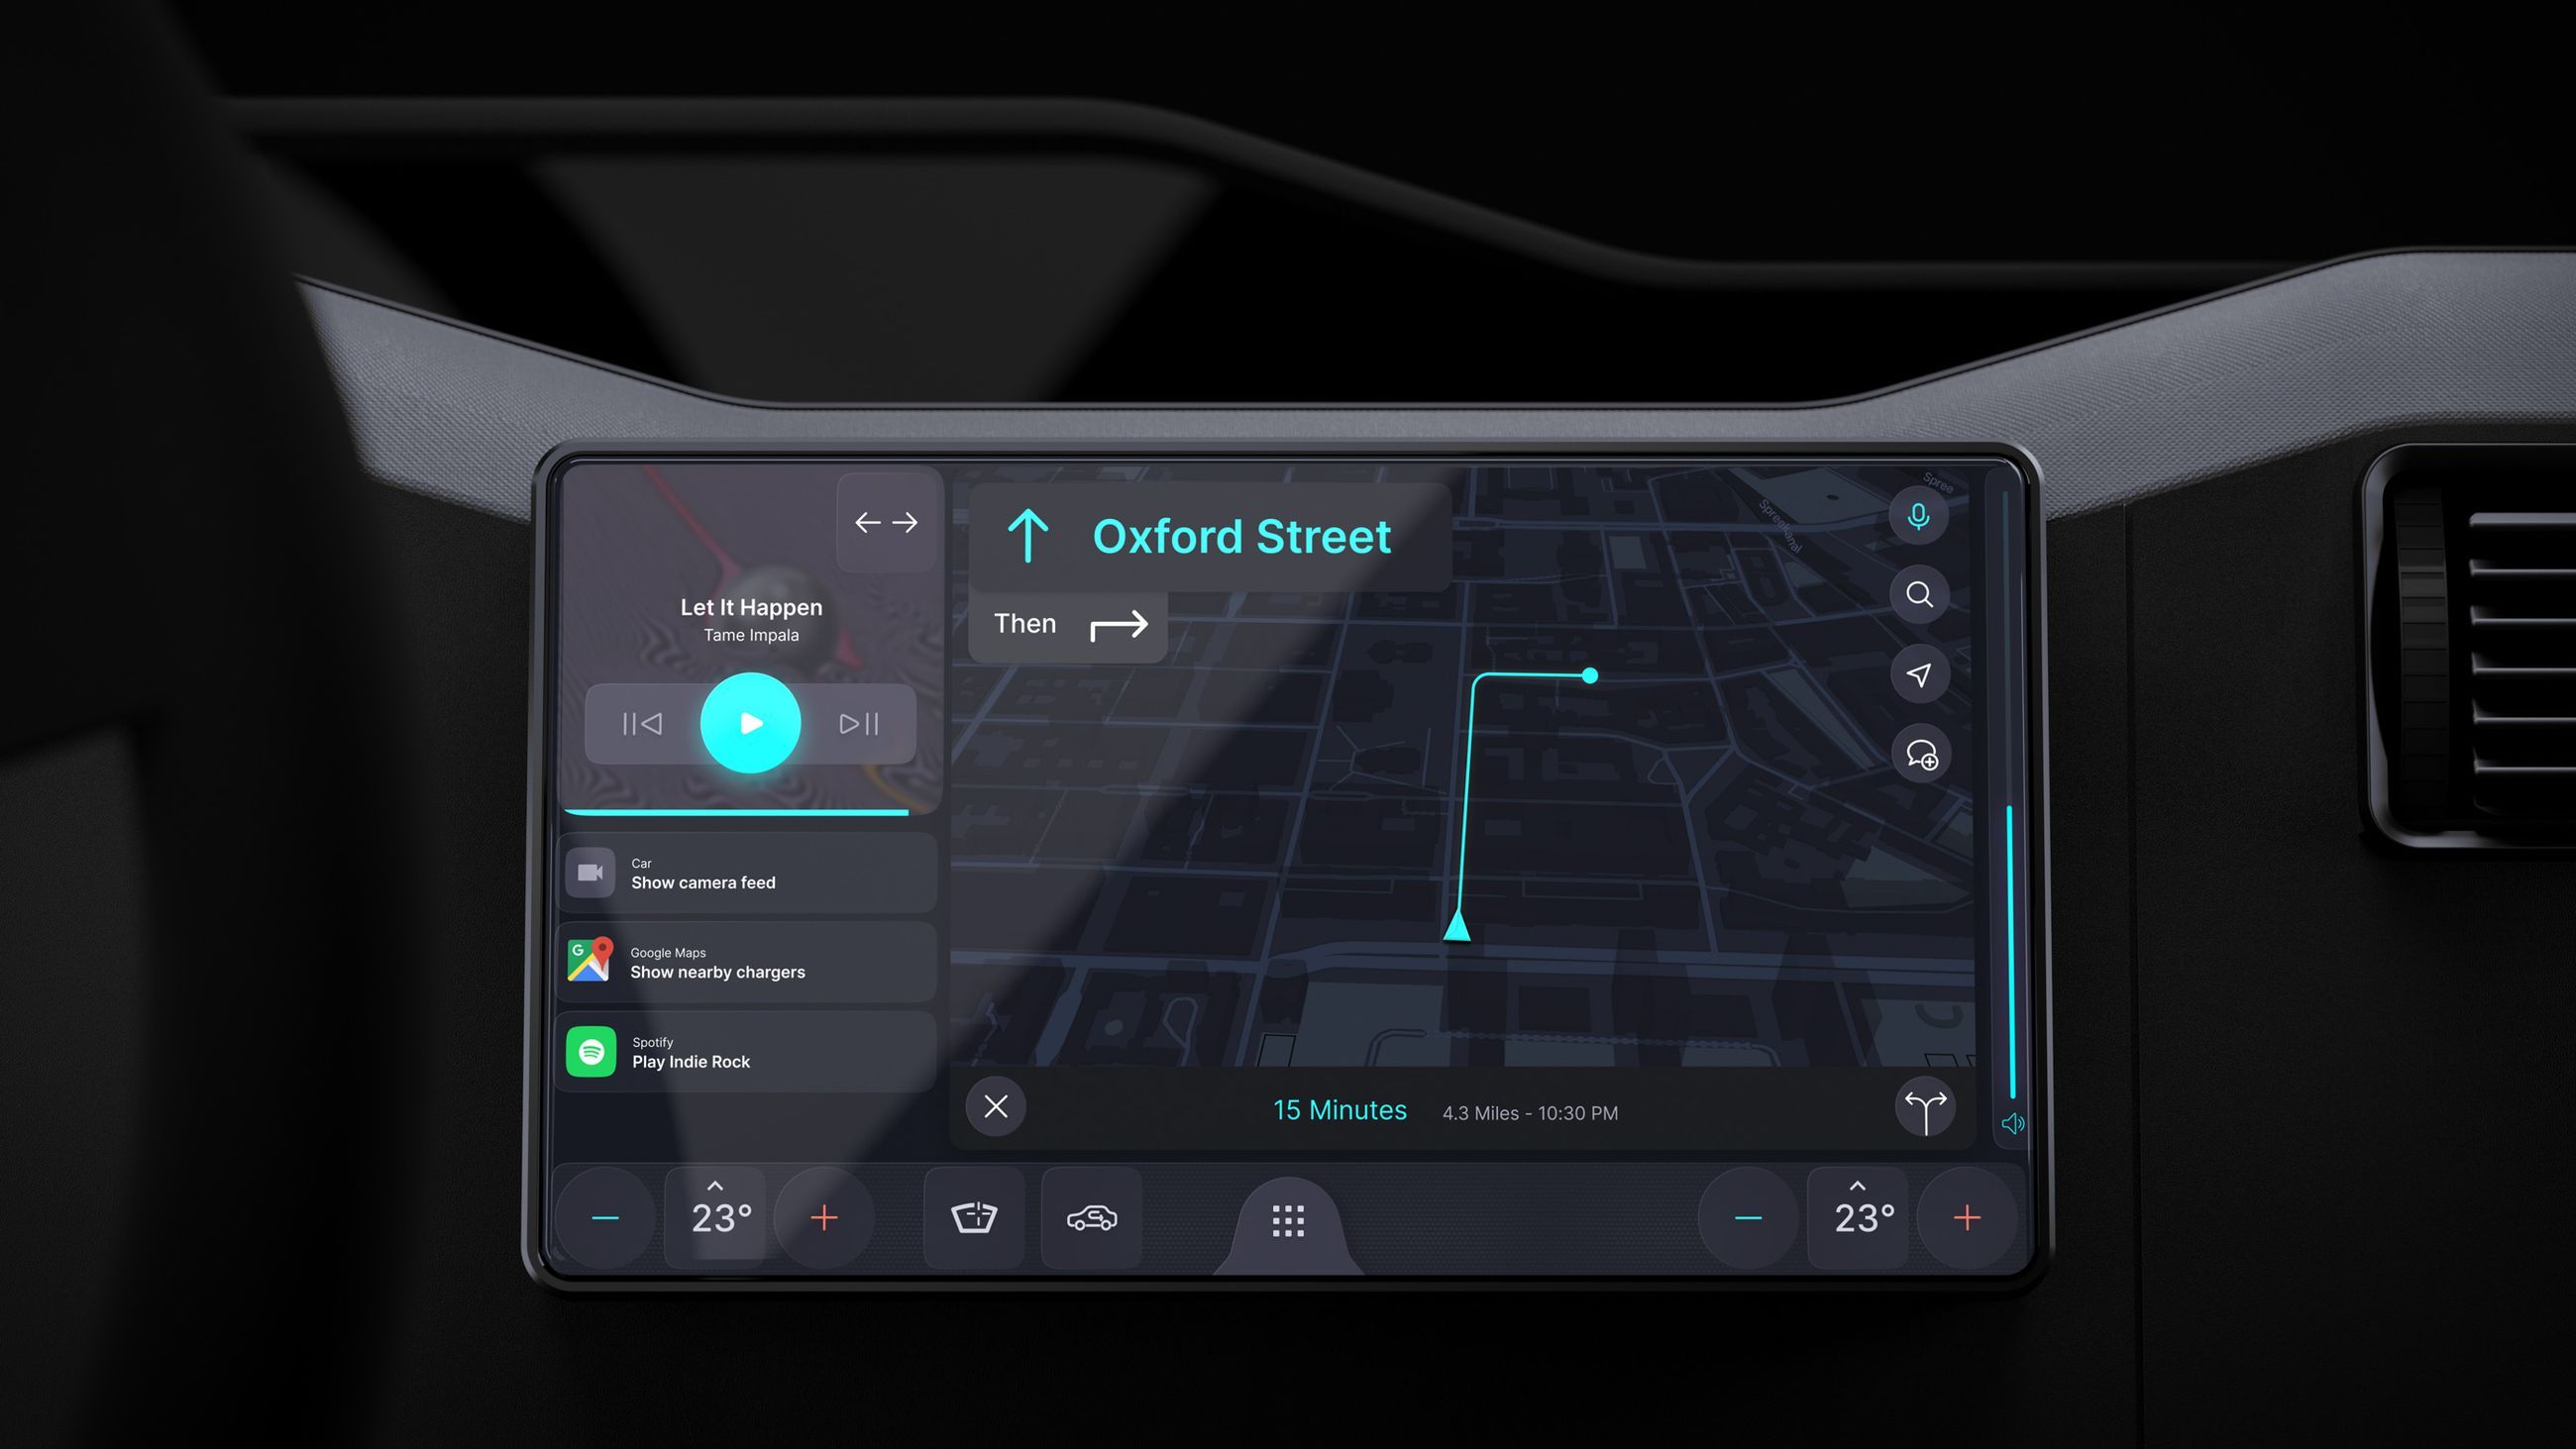 Let It Happen
Tame Impala
Car
Show camera feed
Google Maps
Show nearby chargers
Spotify
Play Indie Rock
Oxford Street
Then
Spree
Spreekanal
15 Minutes
4.3 Miles - 10:30 PM
23°
23°